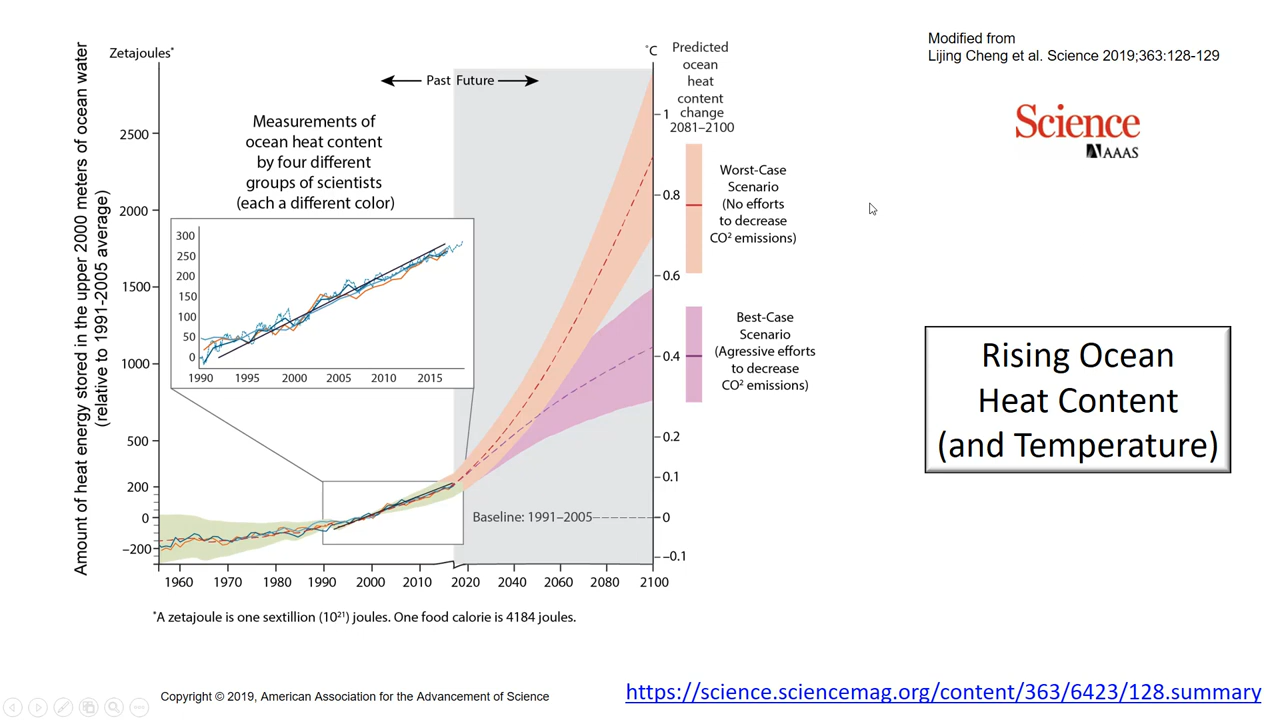 Modified from
Lijing Cheng et al. Science 2019;363:128-129
Science
AAAS
Rising Ocean
Heat Content
(and Temperature)
Amount of heat energy stored in the upper 2000 meters of ocean water
(relative to 1991-2005 average)
Zetajoules*
2500
2000
1500
1000
500
200
0
−200
Past Future
Measurements of
ocean heat content
by four different
groups of scientists
(each a different color)
300
250
200
150
100
50
0
1990 1995 2000 2005 2010 2015
°C
1
0.8
0.6
0.4
0.2
0.1
0
−0.1
Predicted
ocean
heat
content
change
2081–2100
Worst-Case
Scenario
(No efforts
to decrease
CO² emissions)
Best-Case
Scenario
(Agressive efforts
to decrease
CO² emissions)
Baseline: 1991–2005
1960 1970 1980 1990 2000 2010 2020 2040 2060 2080 2100
*A zetajoule is one sextillion (10²¹) joules. One food calorie is 4184 joules.
Copyright © 2019, American Association for the Advancement of Science
https://science.sciencemag.org/content/363/6423/128.summary